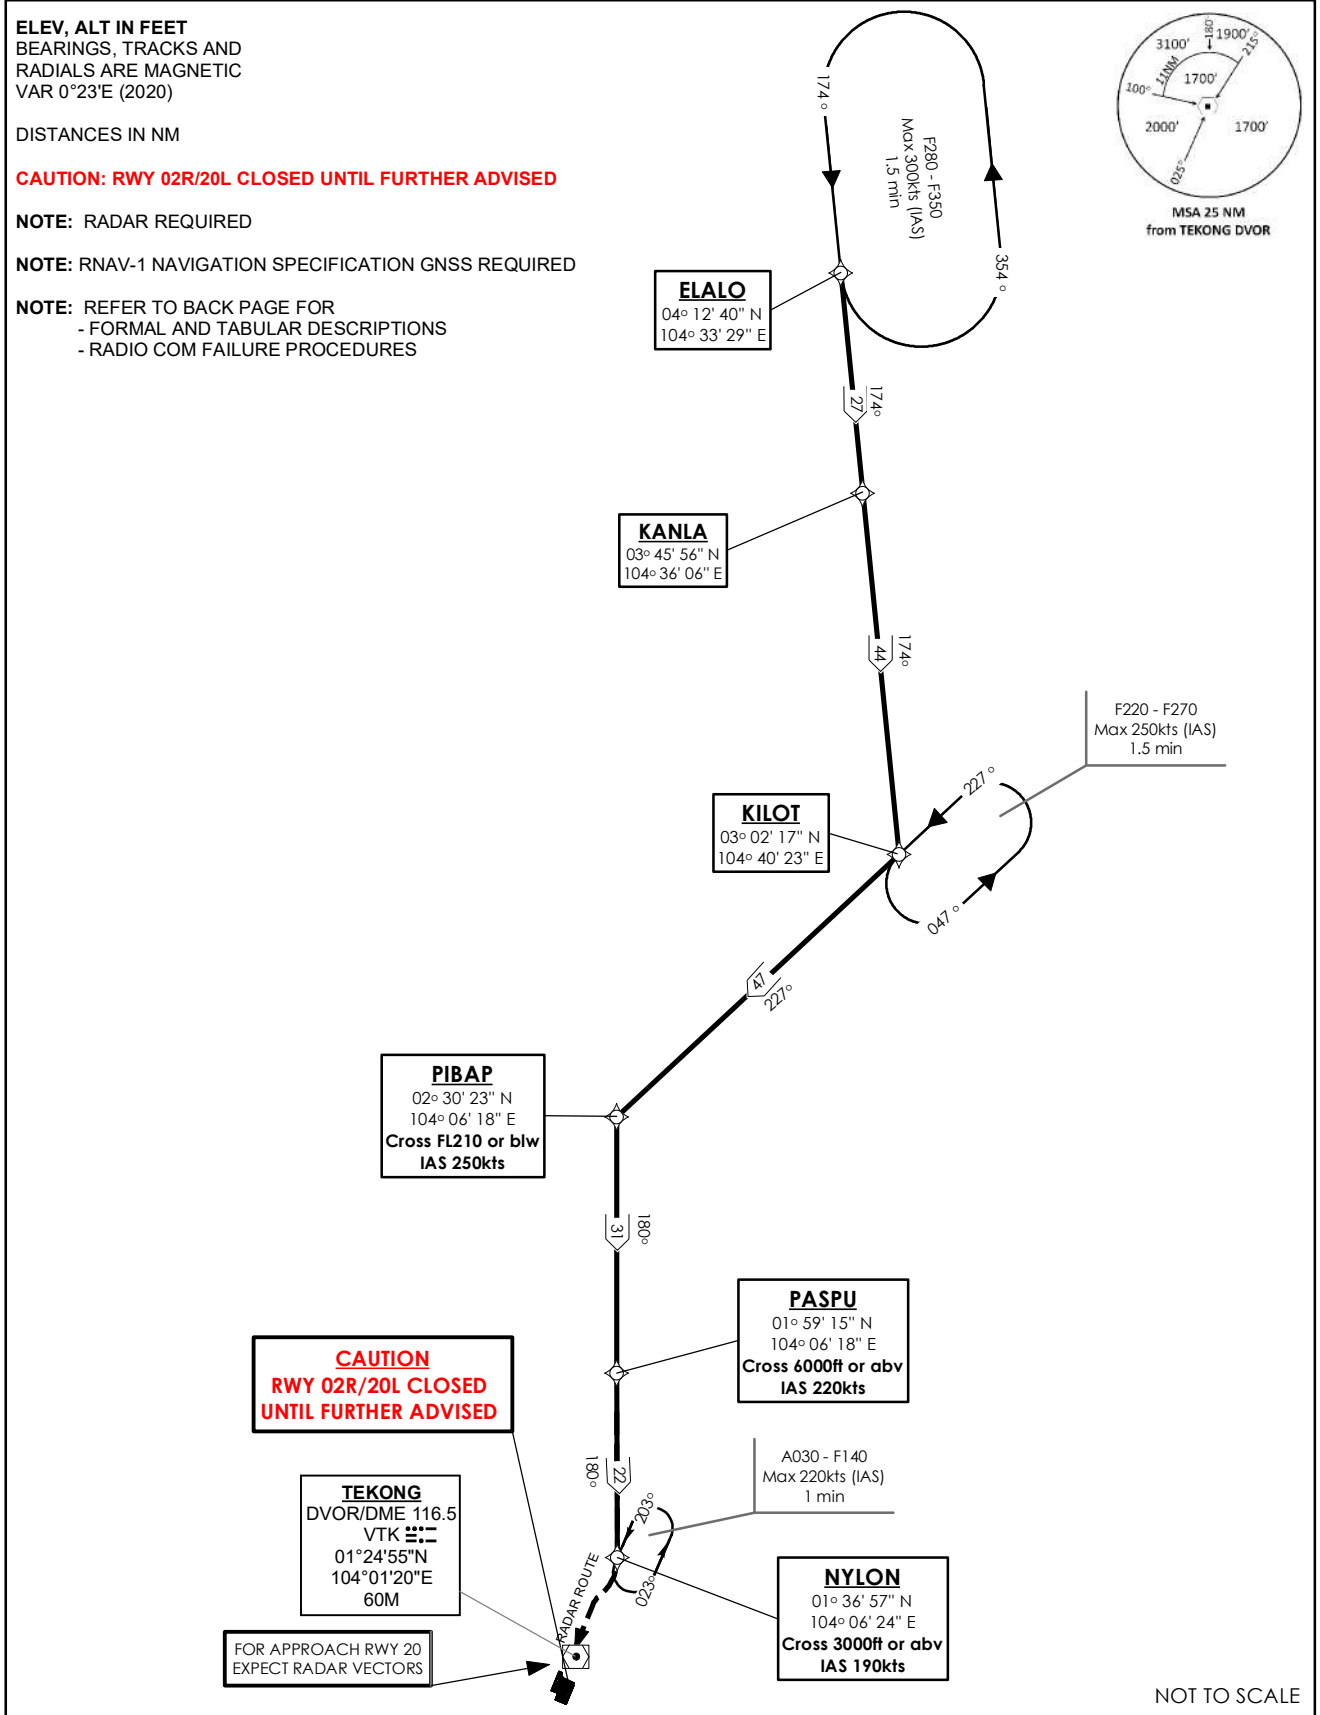 ELEV, ALT IN FEET
BEARINGS, TRACKS AND
RADIALS ARE MAGNETIC
VAR 0°23'E (2020)
DISTANCES IN NM
CAUTION: RWY 02R/20L CLOSED UNTIL FURTHER ADVISED
NOTE: RADAR REQUIRED
NOTE: RNAV-1 NAVIGATION SPECIFICATION GNSS REQUIRED
NOTE: REFER TO BACK PAGE FOR
- FORMAL AND TABULAR DESCRIPTIONS
- RADIO COM FAILURE PROCEDURES
174°
F280 - F350
Max 300kts (IAS)
1.5 min
354°
3100'
180°
1900'
215°
11NM
1700'
100°
2000'
1700'
025°
MSA 25 NM
from TEKONG DVOR
ELALO
04° 12' 40" N
104° 33' 29" E
27
174°
KANLA
03° 45' 56" N
104° 36' 06" E
44
174°
F220 - F270
Max 250kts (IAS)
1.5 min
227°
047°
KILOT
03° 02' 17" N
104° 40' 23" E
47
227°
PIBAP
02° 30' 23" N
104° 06' 18" E
Cross FL210 or blw
IAS 250kts
31
180°
PASPU
01° 59' 15" N
104° 06' 18" E
Cross 6000ft or abv
IAS 220kts
CAUTION
RWY 02R/20L CLOSED
UNTIL FURTHER ADVISED
22
180°
A030 - F140
Max 220kts (IAS)
1 min
203°
023°
TEKONG
DVOR/DME 116.5
VTK
01°24'55"N
104°01'20"E
60M
RADAR ROUTE
NYLON
01° 36' 57" N
104° 06' 24" E
Cross 3000ft or abv
IAS 190kts
FOR APPROACH RWY 20
EXPECT RADAR VECTORS
NOT TO SCALE